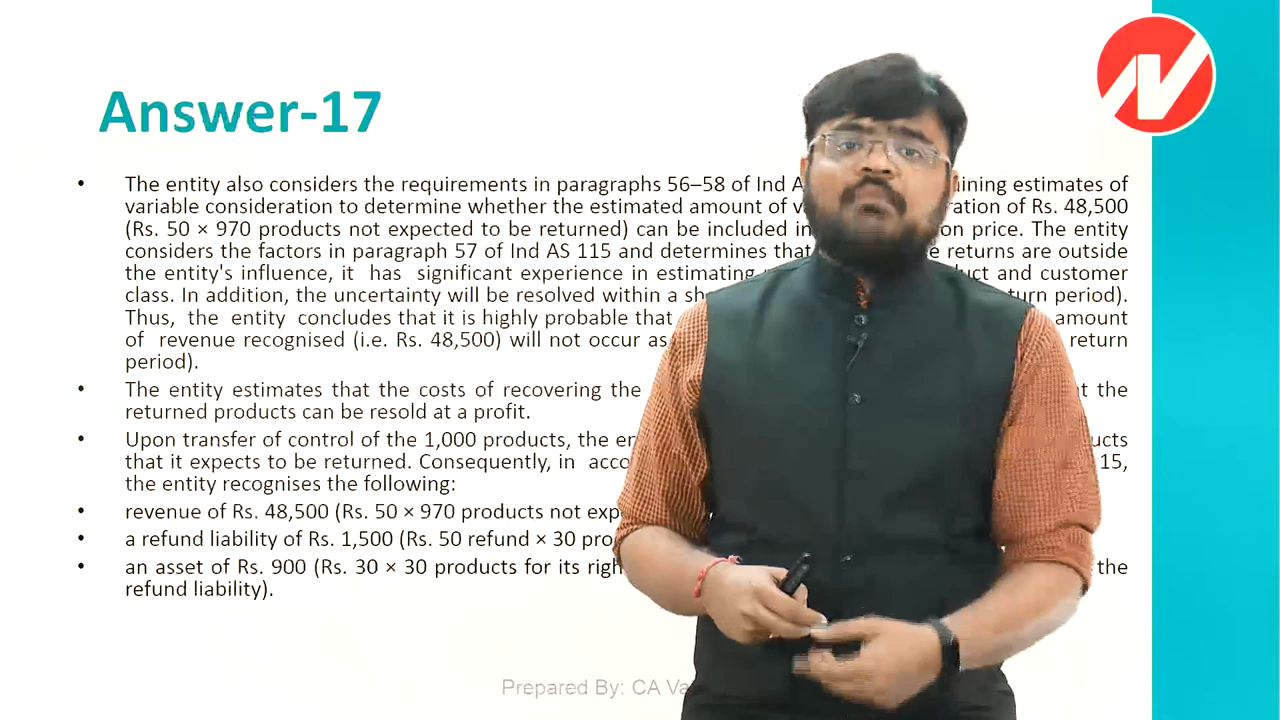 Answer-17
• The entity also considers the requirements in paragraphs 56–58 of Ind A ining estimates of
variable consideration to determine whether the estimated amount of v ration of Rs. 48,500
(Rs. 50 × 970 products not expected to be returned) can be included in on price. The entity
considers the factors in paragraph 57 of Ind AS 115 and determines that e returns are outside
the entity's influence, it has significant experience in estimating uct and customer
class. In addition, the uncertainty will be resolved within a sh turn period).
Thus, the entity concludes that it is highly probable that amount
of revenue recognised (i.e. Rs. 48,500) will not occur as return
period).
• The entity estimates that the costs of recovering the t the
returned products can be resold at a profit.
• Upon transfer of control of the 1,000 products, the en ucts
that it expects to be returned. Consequently, in acco 15,
the entity recognises the following:
• revenue of Rs. 48,500 (Rs. 50 × 970 products not exp
• a refund liability of Rs. 1,500 (Rs. 50 refund × 30 pro
• an asset of Rs. 900 (Rs. 30 × 30 products for its righ the
refund liability).
Prepared By: CA Va